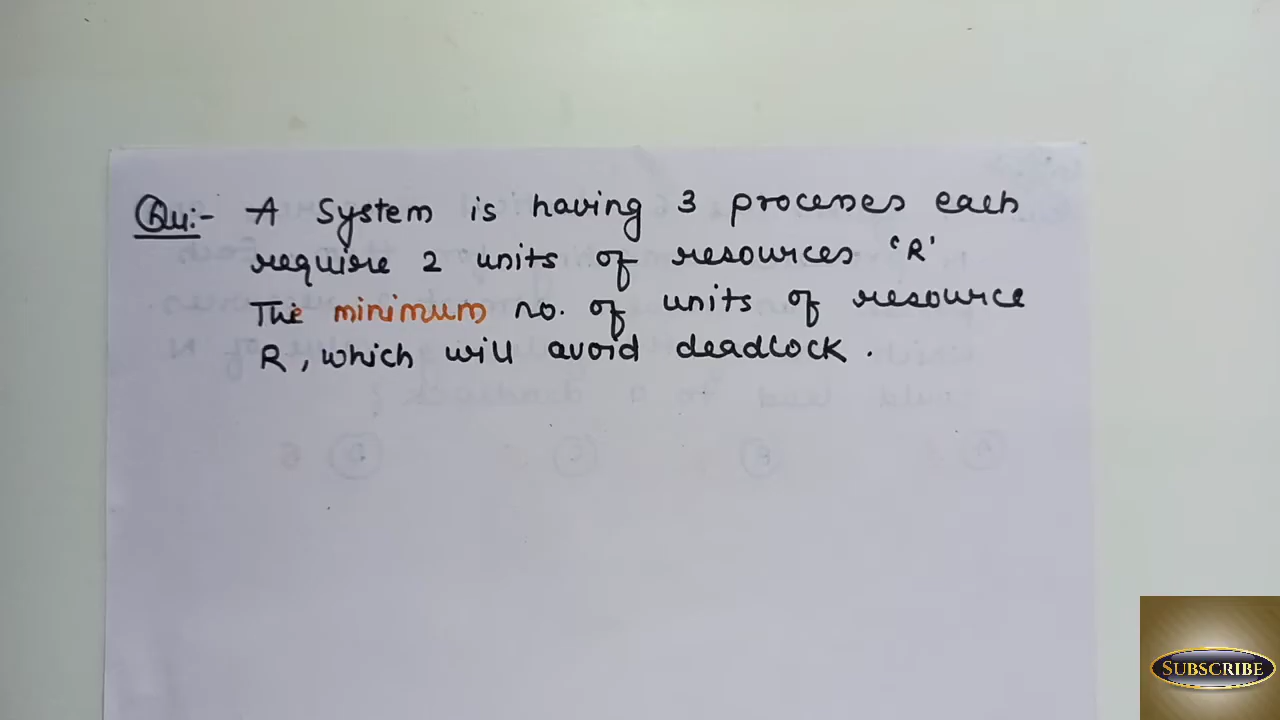 Qu:- A System is having 3 processes each
require 2 units of resources 'R'
The minimum no. of units of resource
R, which will avoid deadlock.
SUBSCRIBE